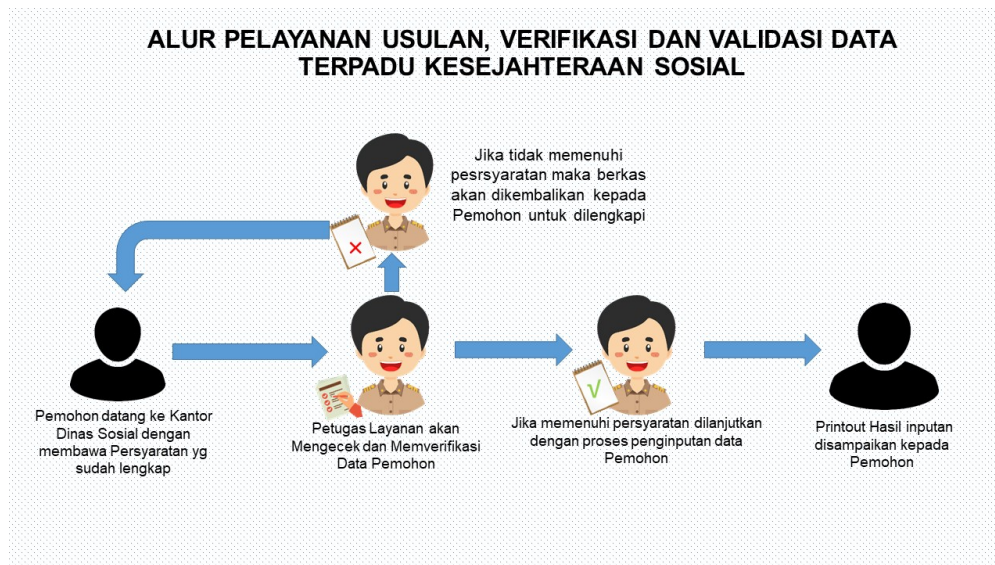 ALUR PELAYANAN USULAN, VERIFIKASI DAN VALIDASI DATA
TERPADU KESEJAHTERAAN SOSIAL
Jika tidak memenuhi
pesrsyaratan maka berkas
akan dikembalikan kepada
Pemohon untuk dilengkapi
Pemohon datang ke Kantor
Dinas Sosial dengan
membawa Persyaratan yg
sudah lengkap
Petugas Layanan akan
Mengecek dan Memverifikasi
Data Pemohon
Jika memenuhi persyaratan dilanjutkan
dengan proses penginputan data
Pemohon
Printout Hasil inputan
disampaikan kepada
Pemohon